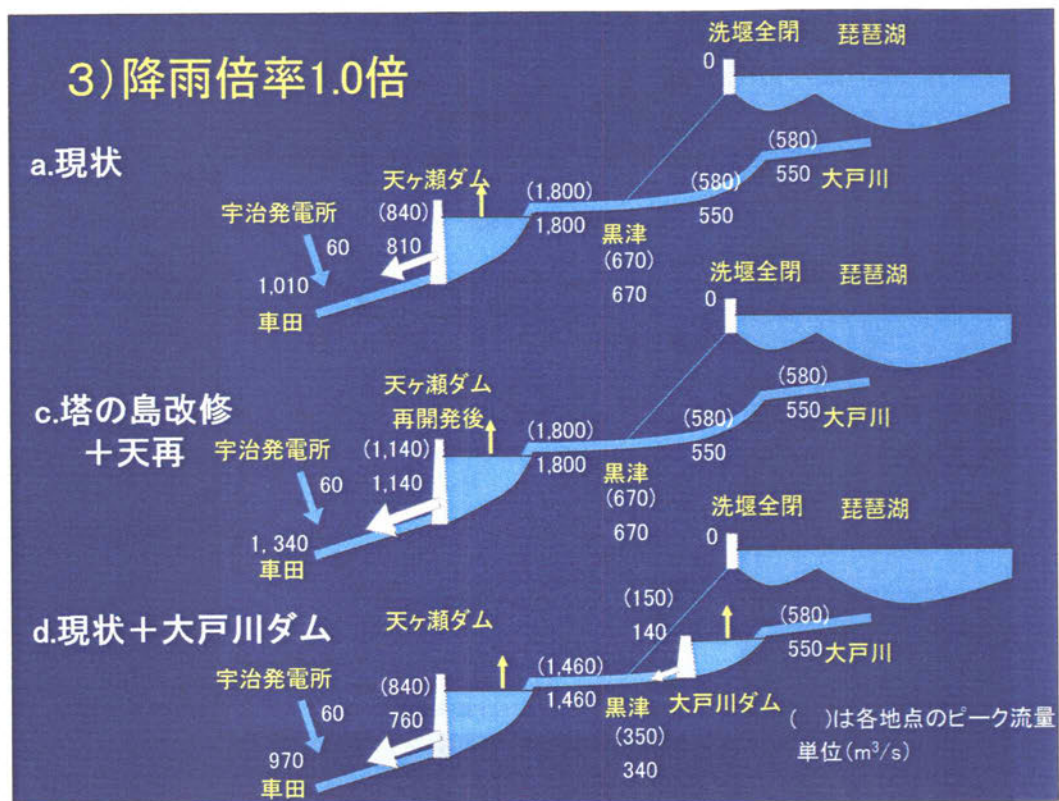 3)降雨倍率1.0倍
洗堰全閉 琵琶湖
0
a.現状
(580)
550 大戸川
天ヶ瀬ダム
(1,800)
1,800
(580)
550
宇治発電所
60
(840)
810
黒津
(670)
670
1,010
車田
洗堰全閉 琵琶湖
0
c.塔の島改修
+天再
(580)
550 大戸川
天ヶ瀬ダム
再開発後
(1,800)
1,800
(580)
550
宇治発電所
60
(1,140)
1,140
黒津
(670)
670
1,340
車田
洗堰全閉 琵琶湖
0
d.現状+大戸川ダム
(150)
140
(580)
550 大戸川
天ヶ瀬ダム
(1,460)
1,460
宇治発電所
60
(840)
760
黒津
(350)
340
大戸川ダム
970
車田
( )は各地点のピーク流量
単位(m³/s)